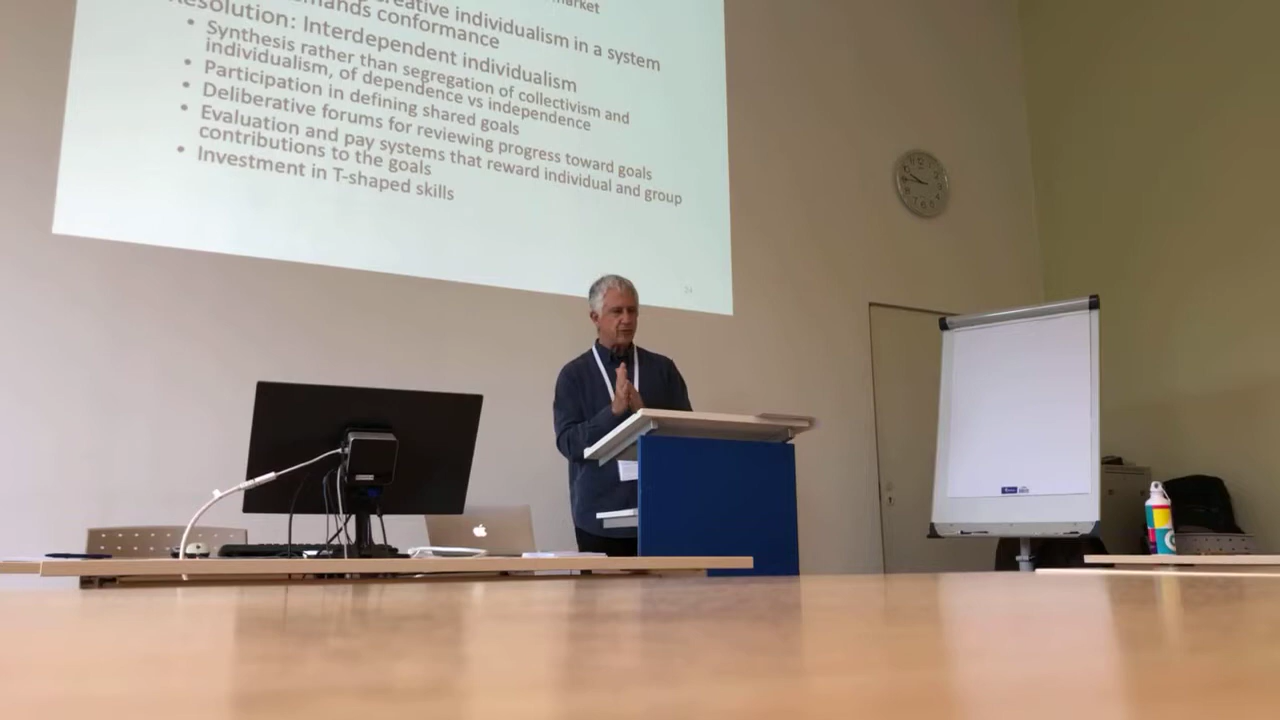 market
creative individualism in a system
demands conformance
Resolution: Interdependent individualism
• Synthesis rather than segregation of collectivism and
individualism, of dependence vs independence
• Participation in defining shared goals
• Deliberative forums for reviewing progress toward goals
• Evaluation and pay systems that reward individual and group
contributions to the goals
• Investment in T-shaped skills